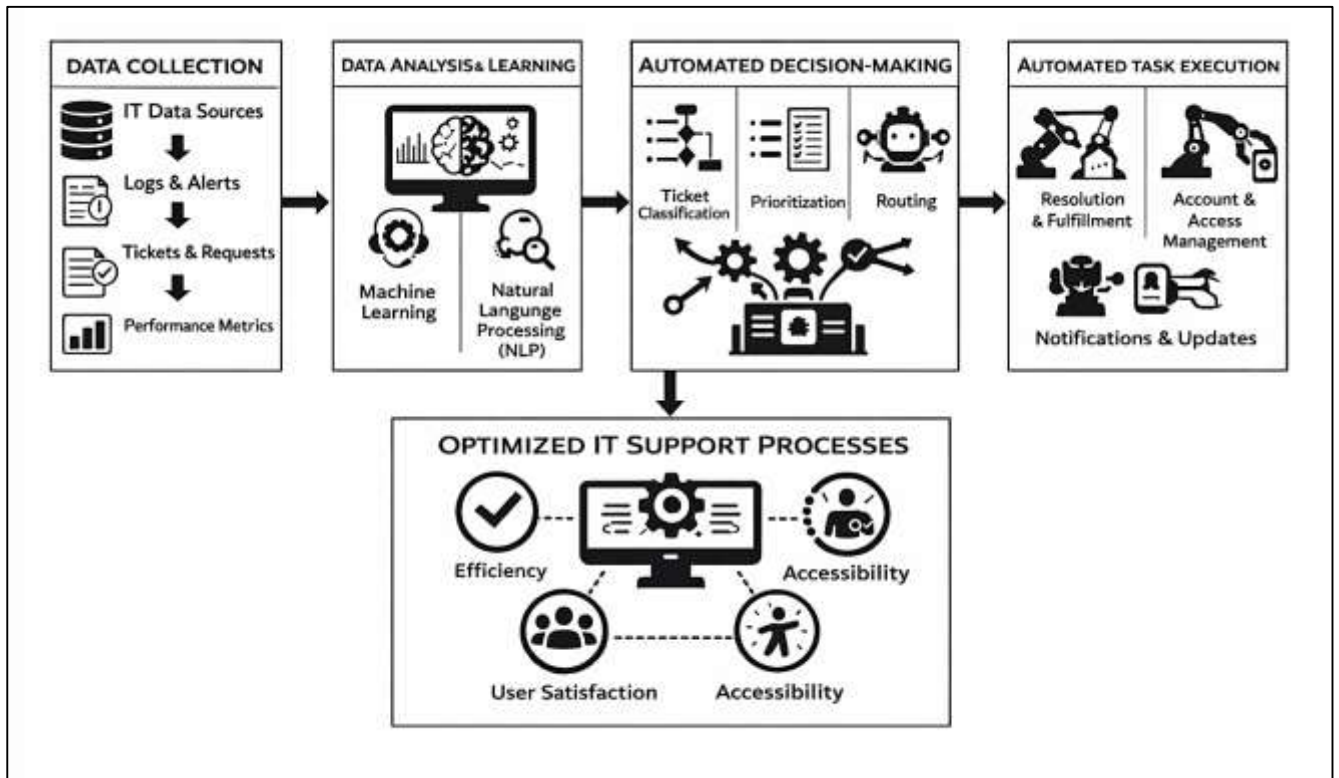 DATA COLLECTION
IT Data Sources
Logs & Alerts
Tickets & Requests
Performance Metrics
DATA ANALYSIS & LEARNING
Machine
Learning
Natural
Langunge
Processing
(NLP)
AUTOMATED DECISION-MAKING
Ticket
Classification
Prioritization
Routing
AUTOMATED TASK EXECUTION
Resolution
& Fulfillment
Account &
Access
Management
Notifications & Updates
OPTIMIZED IT SUPPORT PROCESSES
Efficiency
Accessibility
User Satisfaction
Accessibility